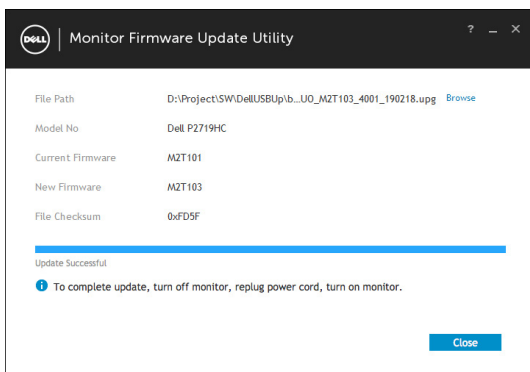 DELL Monitor Firmware Update Utility ? _ ×
File Path D:\Project\SW\DellUSBUp\b...UO_M2T103_4001_190218.upg Browse
Model No Dell P2719HC
Current Firmware M2T101
New Firmware M2T103
File Checksum 0xFD5F
Update Successful
To complete update, turn off monitor, replug power cord, turn on monitor.
Close